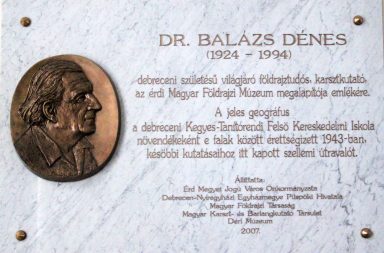 DR. BALÁZS DÉNES
(1924 - 1994)
debreceni születésű világjáró földrajztudós, karsztkutató,
az érdi Magyar Földrajzi Múzeum megalapítója emlékére.
A jeles geográfus
a debreceni Kegyes-Tanítórendi Felső Kereskedelmi Iskola
növendékeként e falak között érettségizett 1943-ban,
későbbi kutatásaihoz itt kapott szellemi útravalót.
Állíttatta:
Érd Megyei Jogú Város Önkormányzata
Debrecen-Nyíregyházi Egyházmegye Püspöki Hivatala
Magyar Földrajzi Társaság
Magyar Karszt- és Barlangkutató Társulat
Déri Múzeum
2007.